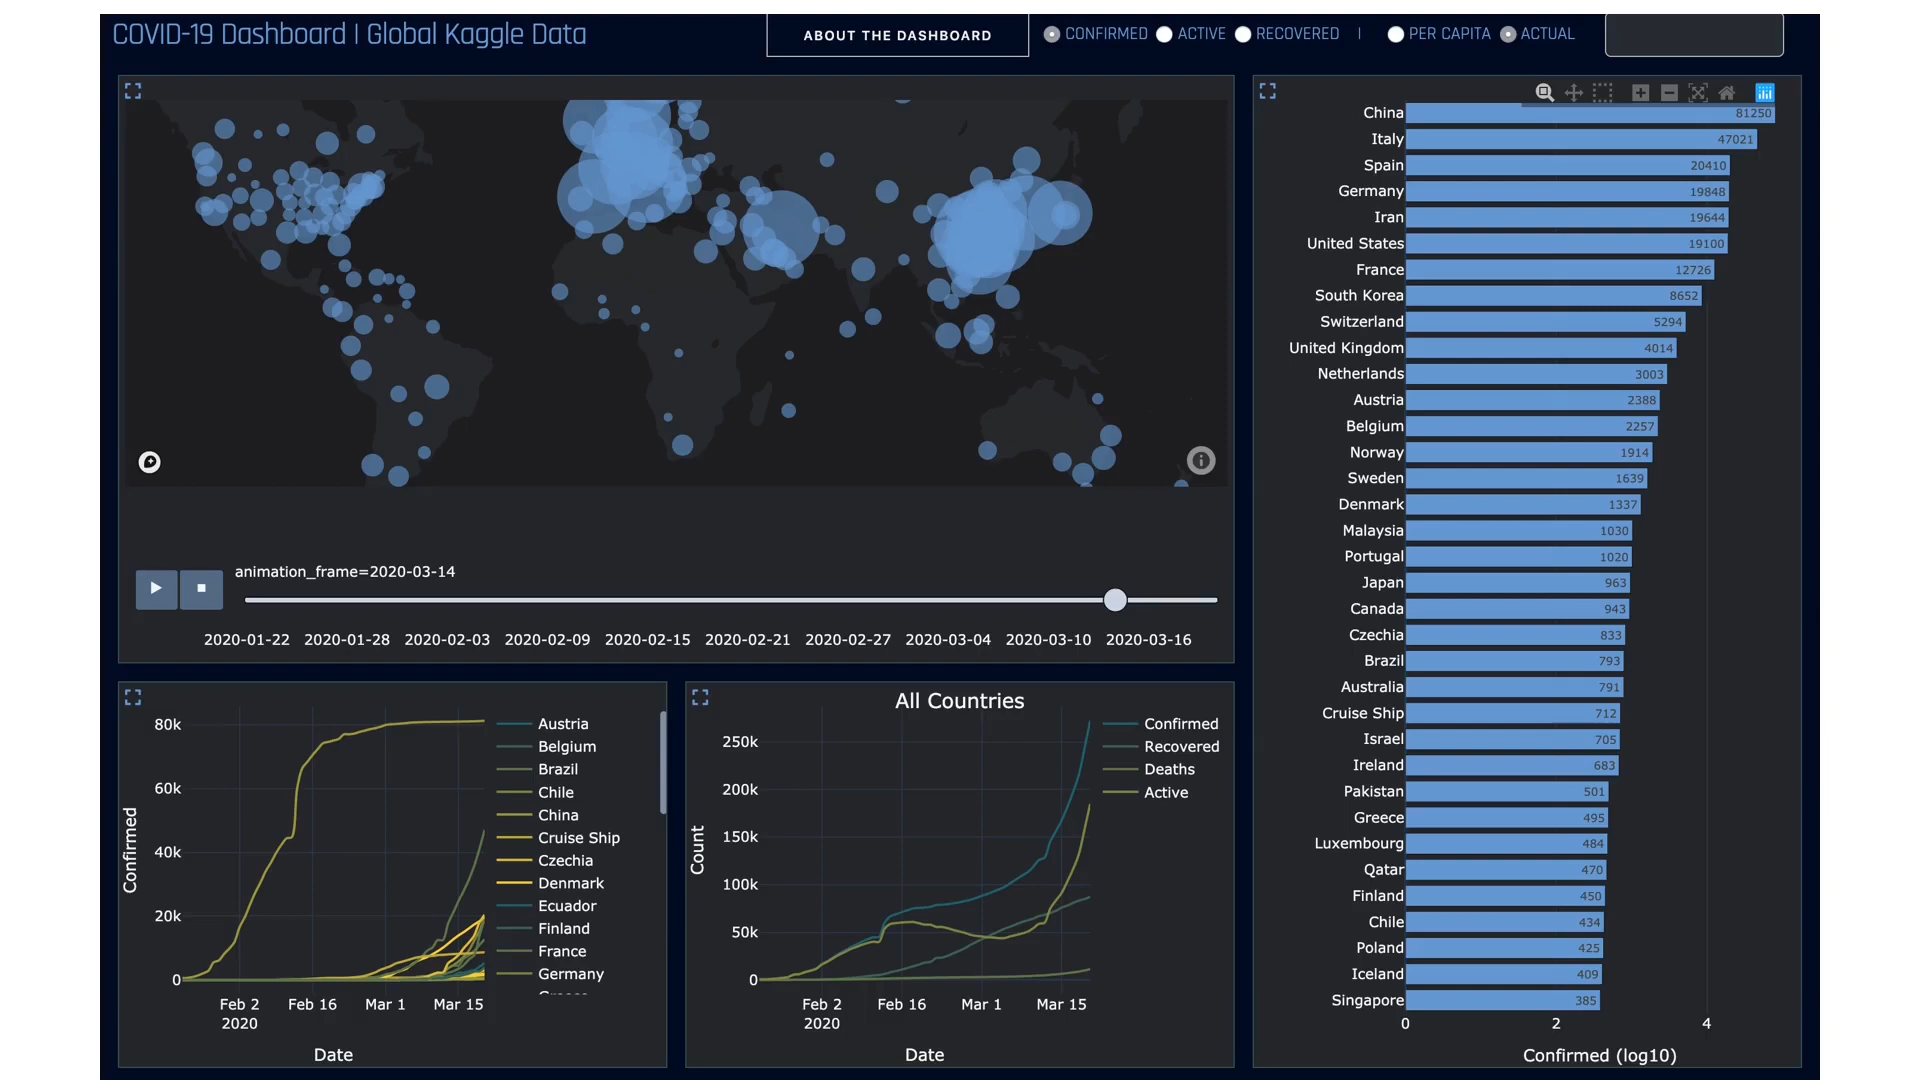 COVID-19 Dashboard | Global Kaggle Data
ABOUT THE DASHBOARD
CONFIRMED ACTIVE RECOVERED | PER CAPITA ACTUAL
animation_frame=2020-03-14
2020-01-22 2020-01-28 2020-02-03 2020-02-09 2020-02-15 2020-02-21 2020-02-27 2020-03-04 2020-03-10 2020-03-16
China 81250
Italy 47021
Spain 20410
Germany 19848
Iran 19644
United States 19100
France 12726
South Korea 8652
Switzerland 5294
United Kingdom 4014
Netherlands 3003
Austria 2388
Belgium 2257
Norway 1914
Sweden 1639
Denmark 1337
Malaysia 1030
Portugal 1020
Japan 963
Canada 943
Czechia 833
Brazil 793
Australia 791
Cruise Ship 712
Israel 705
Ireland 683
Pakistan 501
Greece 495
Luxembourg 484
Qatar 470
Finland 450
Chile 434
Poland 425
Iceland 409
Singapore 385
0 2 4
Confirmed (log10)
80k
60k
40k
20k
0
Confirmed
Feb 2 Feb 16 Mar 1 Mar 15
2020
Date
Austria
Belgium
Brazil
Chile
China
Cruise Ship
Czechia
Denmark
Ecuador
Finland
France
Germany
All Countries
250k
200k
150k
100k
50k
0
Count
Feb 2 Feb 16 Mar 1 Mar 15
2020
Date
Confirmed
Recovered
Deaths
Active